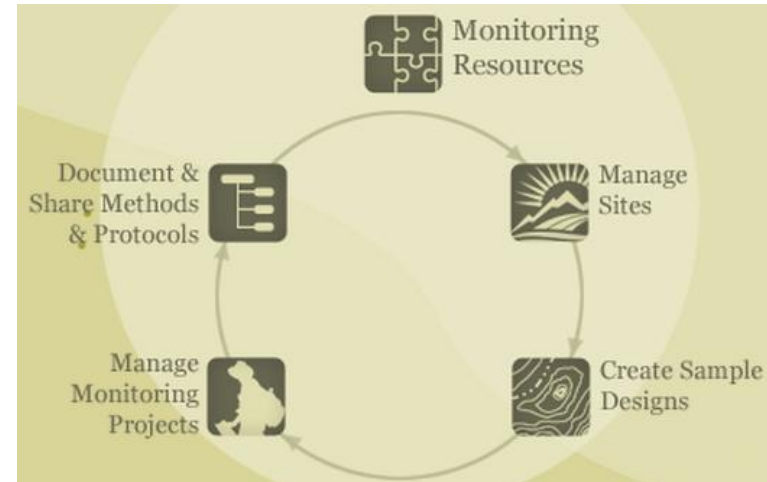 Monitoring
Resources
Document &
Share Methods
& Protocols
Manage
Sites
Manage
Monitoring
Projects
Create Sample
Designs